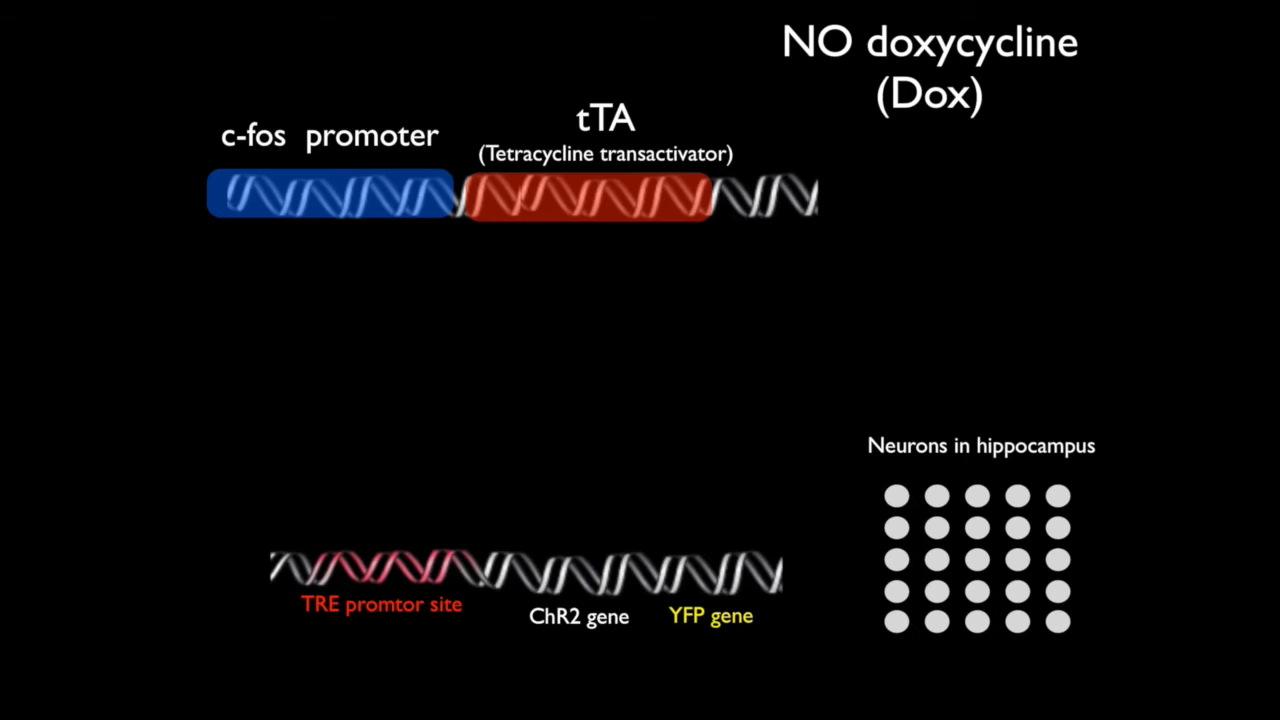 NO doxycycline
(Dox)
c-fos promoter
tTA
(Tetracycline transactivator)
Neurons in hippocampus
TRE promtor site
ChR2 gene
YFP gene